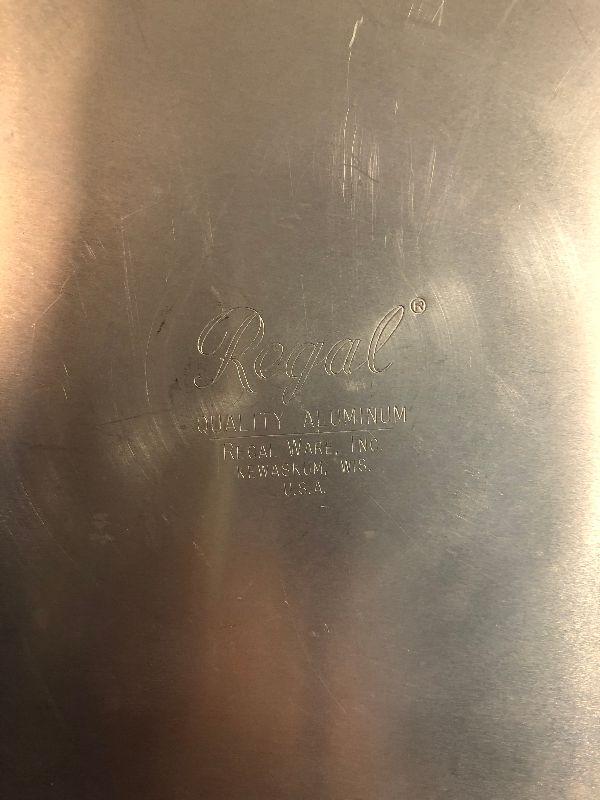 Regal®
QUALITY ALUMINUM
REGAL WARE, INC.
KEWASKUM, WIS.
U.S.A.